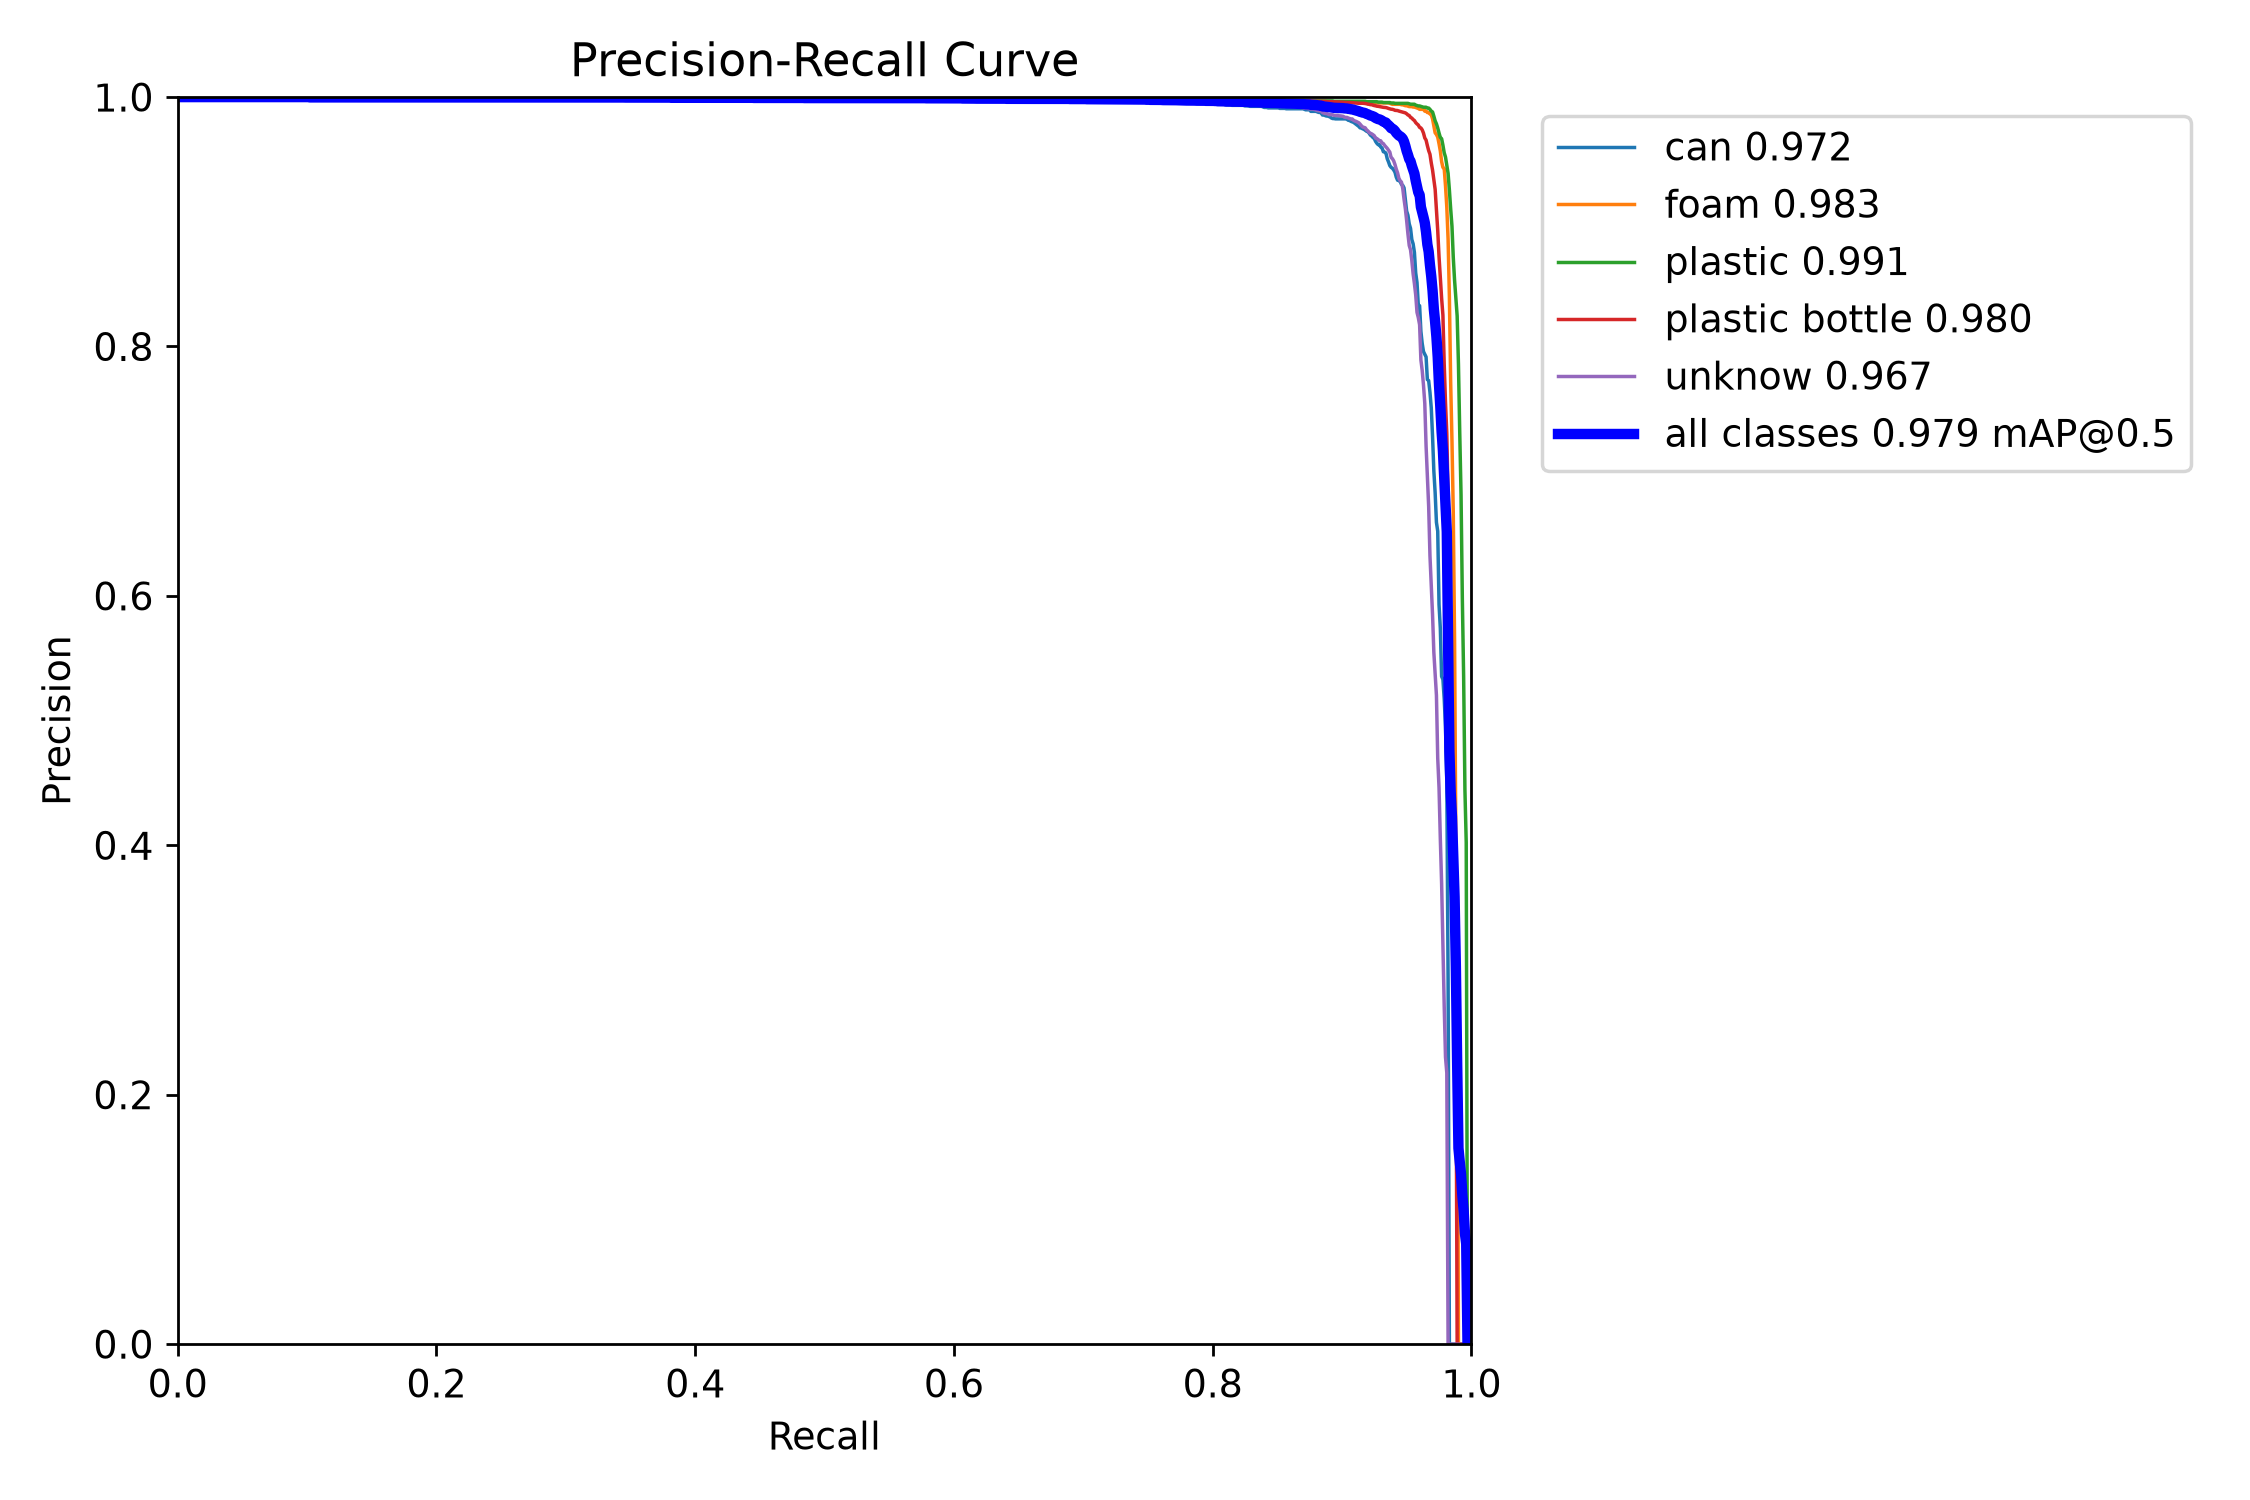 Precision-Recall Curve
1.0
0.8
0.6
0.4
0.2
0.0
Precision
0.0 0.2 0.4 0.6 0.8 1.0
Recall
can 0.972
foam 0.983
plastic 0.991
plastic bottle 0.980
unknow 0.967
all classes 0.979 mAP@0.5